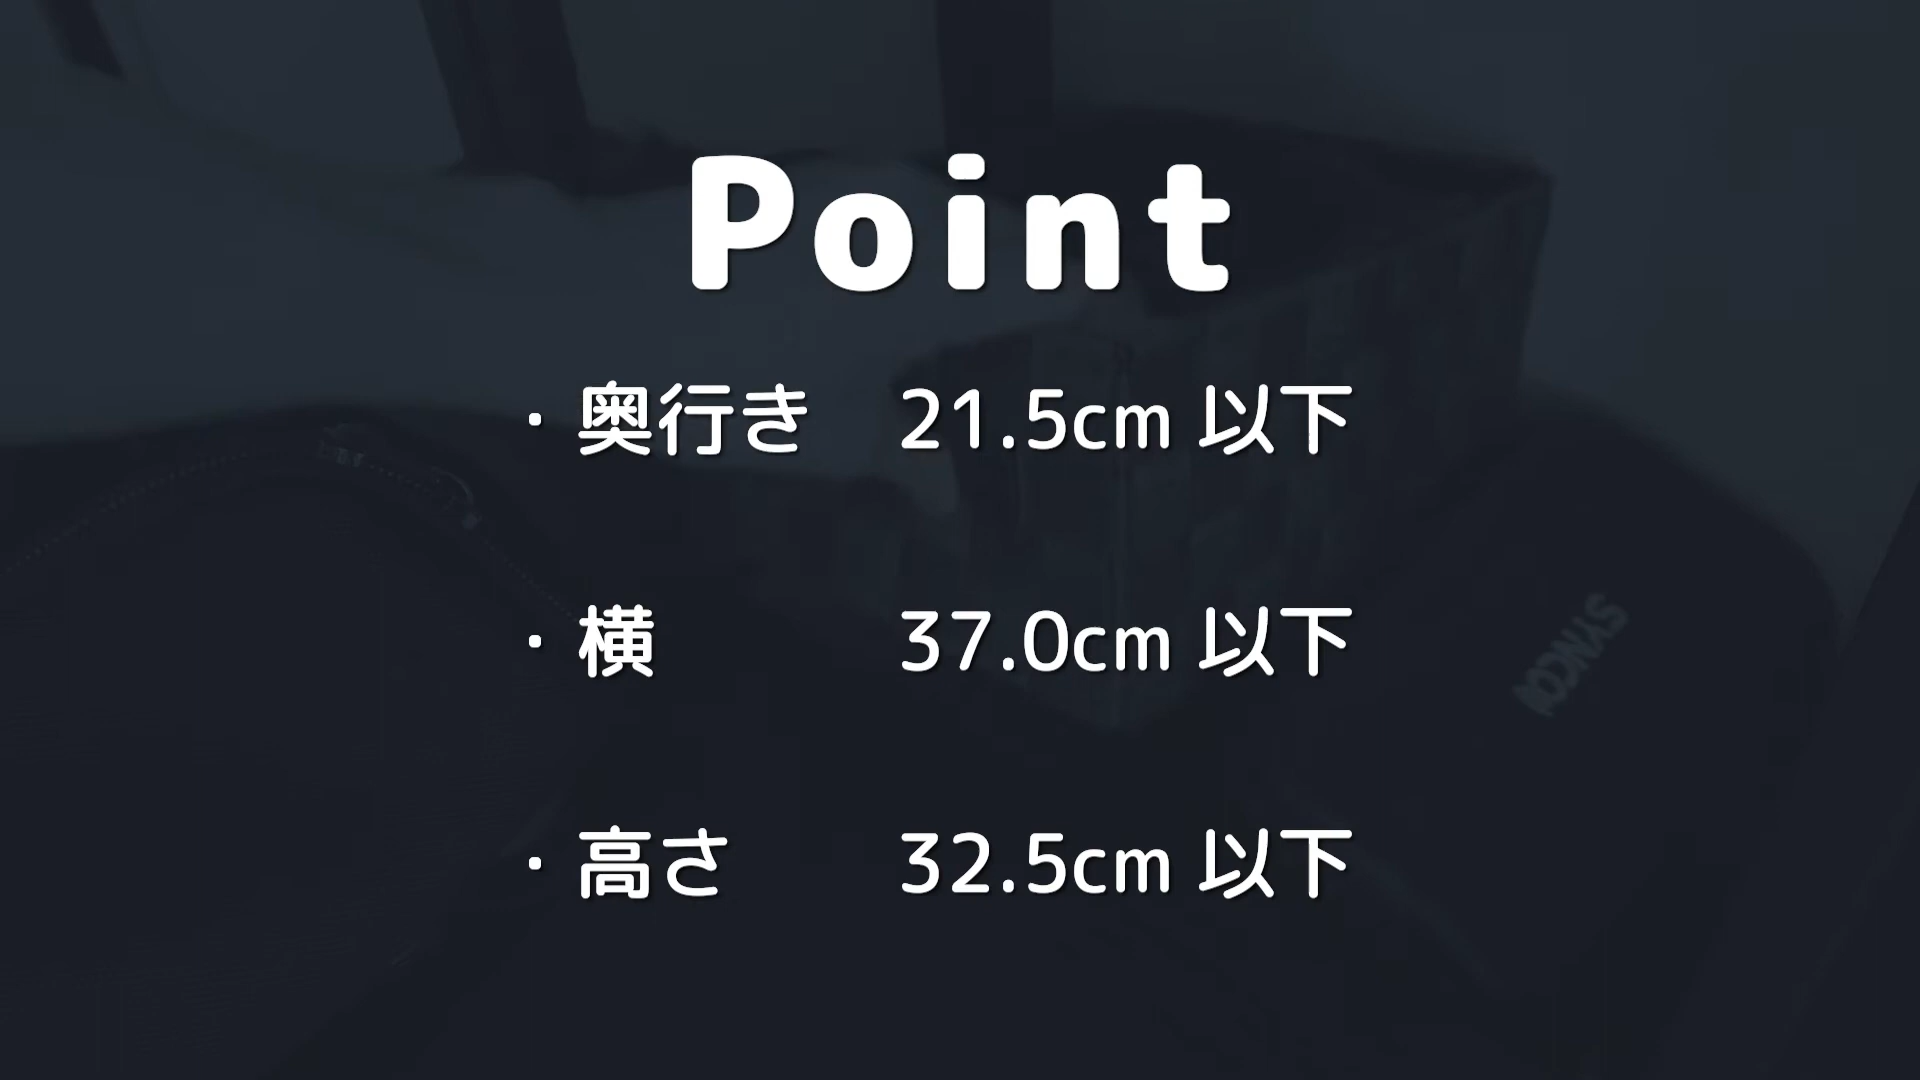 Point
・奥行き　21.5cm 以下
・横　　　37.0cm 以下
・高さ　　32.5cm 以下